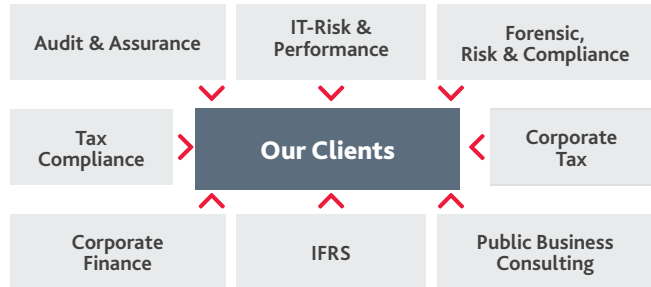 Audit & Assurance
IT-Risk &
Performance
Forensic,
Risk & Compliance
Tax
Compliance
Our Clients
Corporate
Tax
Corporate
Finance
IFRS
Public Business
Consulting